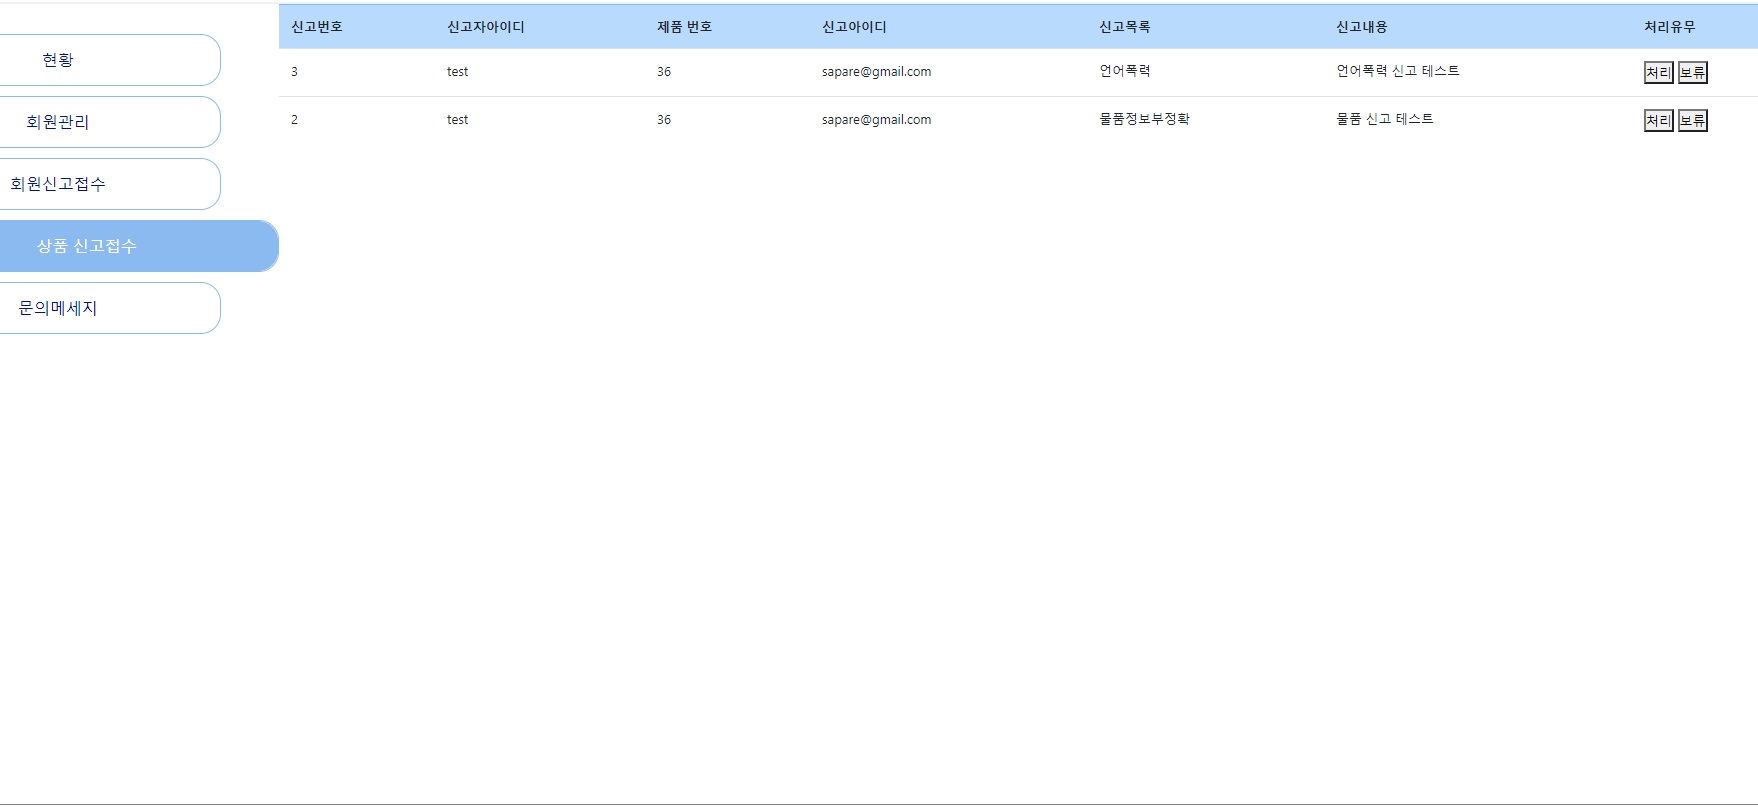 현황
회원관리
회원신고접수
상품 신고접수
문의메세지
신고번호 신고자아이디 제품 번호 신고아이디 신고목록 신고내용 처리유무
3 test 36 sapare@gmail.com 언어폭력 언어폭력 신고 테스트 처리 보류
2 test 36 sapare@gmail.com 물품정보부정확 물품 신고 테스트 처리 보류